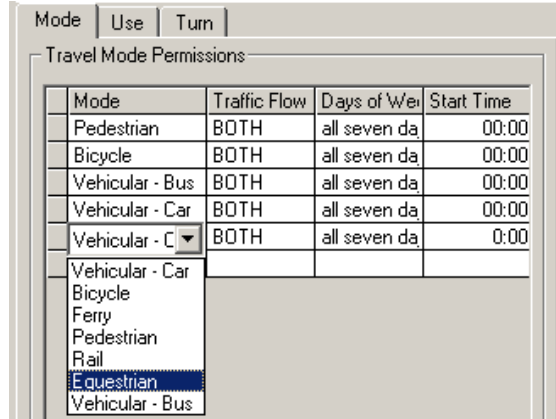 Mode Use Turn
Travel Mode Permissions
Mode Traffic Flow Days of Wee Start Time
Pedestrian BOTH all seven da 00:00
Bicycle BOTH all seven da 00:00
Vehicular - Bus BOTH all seven da 00:00
Vehicular - Car BOTH all seven da 00:00
Vehicular - C BOTH all seven da 0:00
Vehicular - Car
Bicycle
Ferry
Pedestrian
Rail
Equestrian
Vehicular - Bus